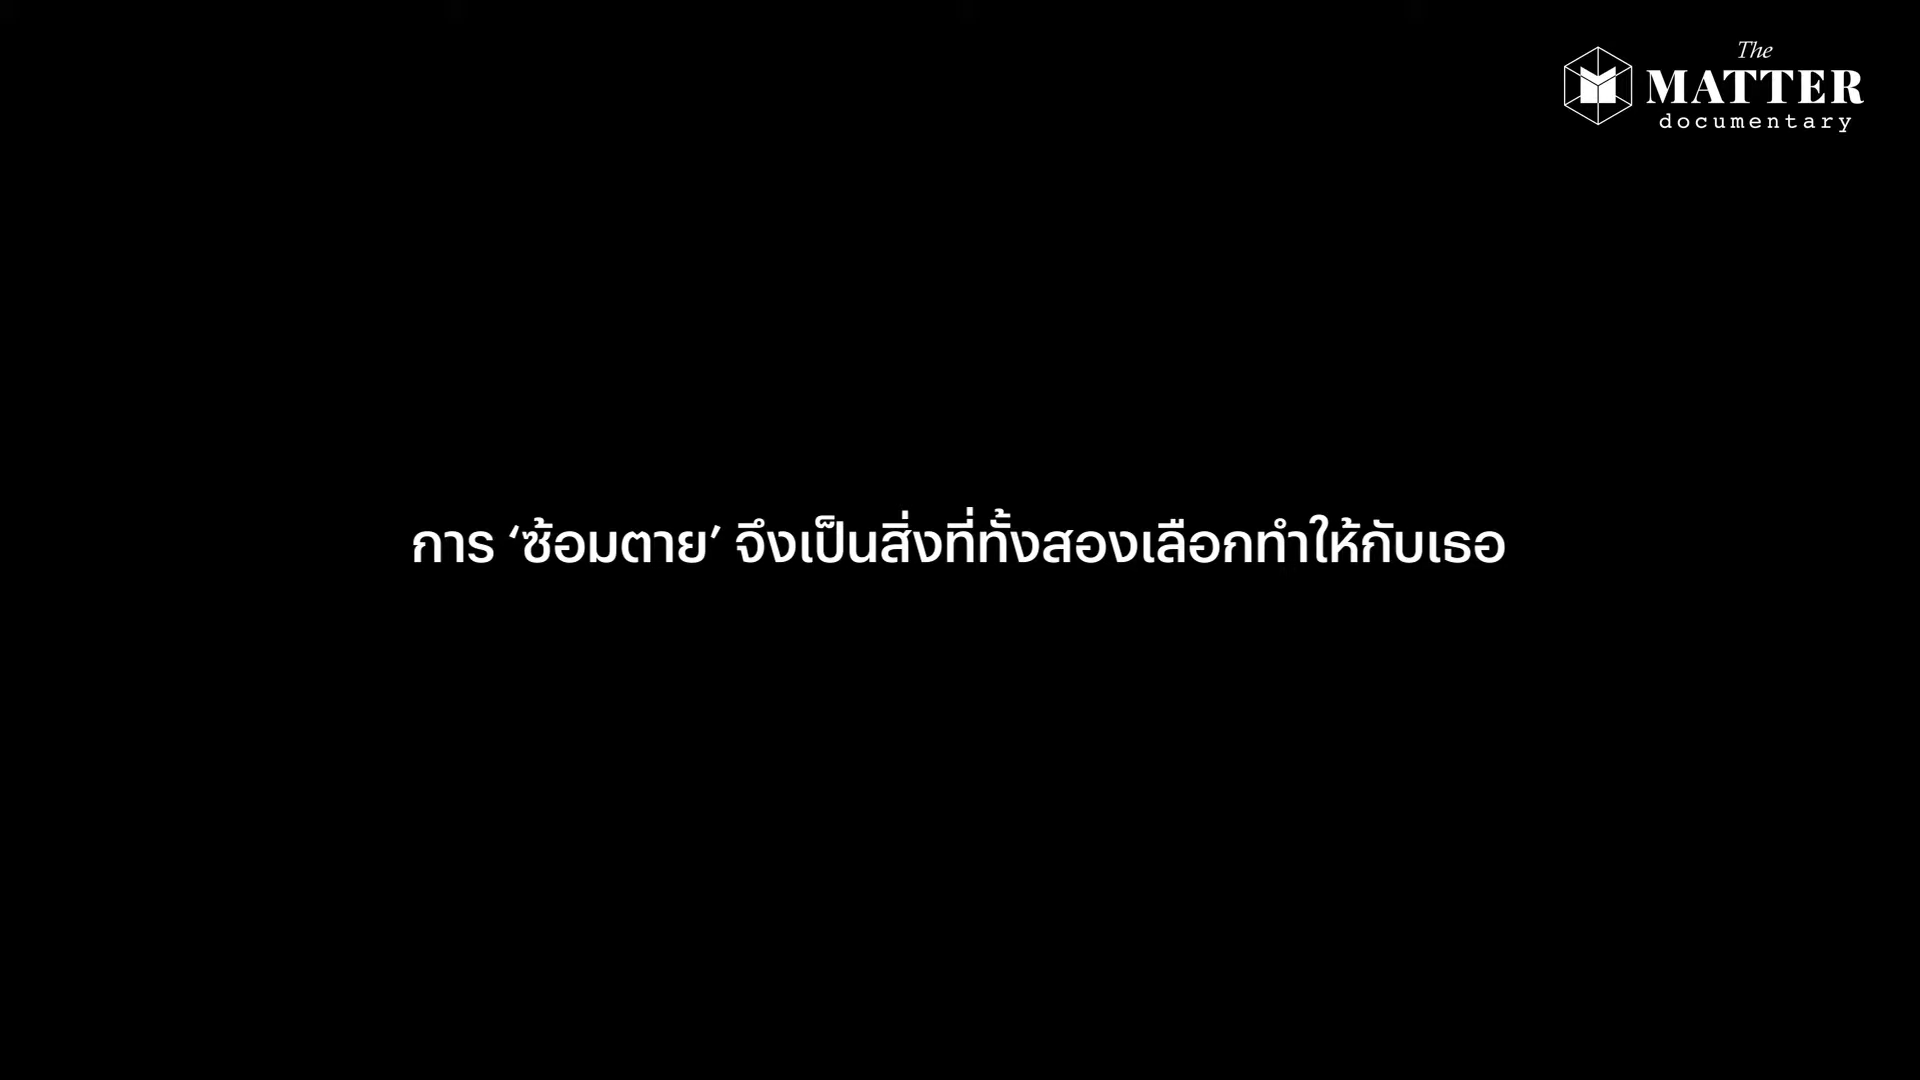 The
MATTER
documentary
การ ‘ซ้อมตาย’ จึงเป็นสิ่งที่ทั้งสองเลือกทำให้กับเธอ